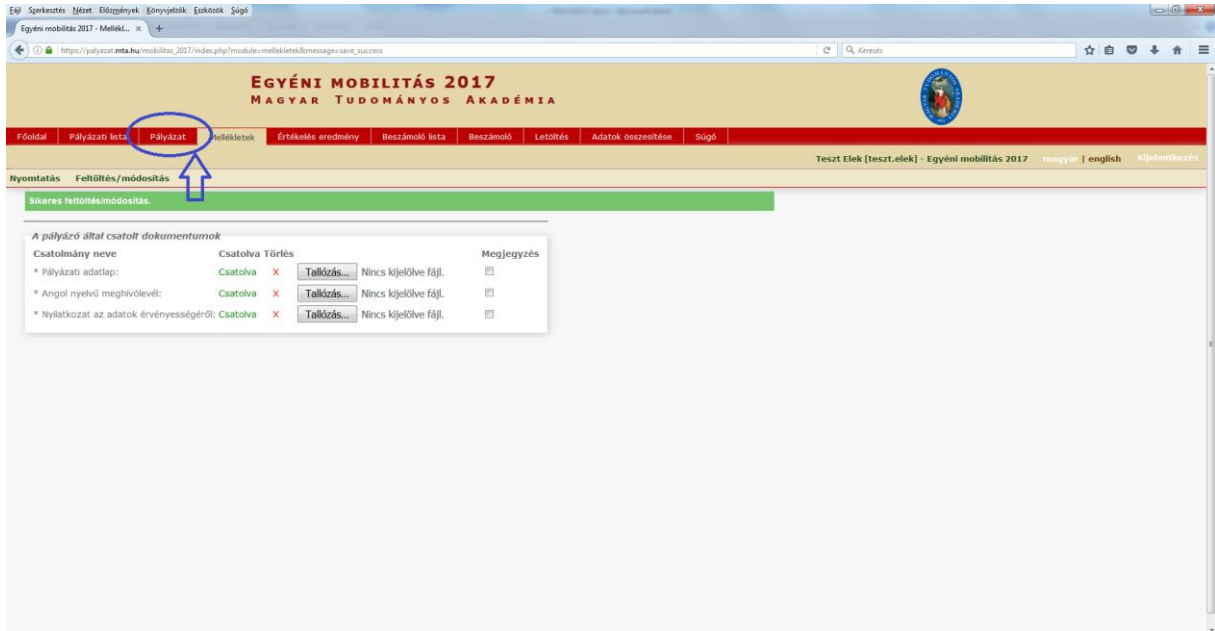 Fájl Szerkesztés Nézet Előzmények Könyvjelzők Eszközök Súgó
Egyéni mobilitás 2017 - Mellékl... × +
https://palyazat.mta.hu/mobilitas_2017/index.php?module=mellekletek&message=save_success Keresés
EGYÉNI MOBILITÁS 2017
MAGYAR TUDOMÁNYOS AKADÉMIA
Főoldal Pályázati lista Pályázat Mellékletek Értékelés eredmény Beszámoló lista Beszámoló Letöltés Adatok összesítése Súgó
Teszt Elek [teszt.elek] - Egyéni mobilitás 2017 magyar | english Kijelentkezés
Nyomtatás Feltöltés/módosítás
Sikeres feltöltés/módosítás.
A pályázó által csatolt dokumentumok
Csatolmány neve Csatolva Törlés Megjegyzés
* Pályázati adatlap: Csatolva X Tallózás... Nincs kijelölve fájl.
* Angol nyelvű meghívólevél: Csatolva X Tallózás... Nincs kijelölve fájl.
* Nyilatkozat az adatok érvényességéről: Csatolva X Tallózás... Nincs kijelölve fájl.